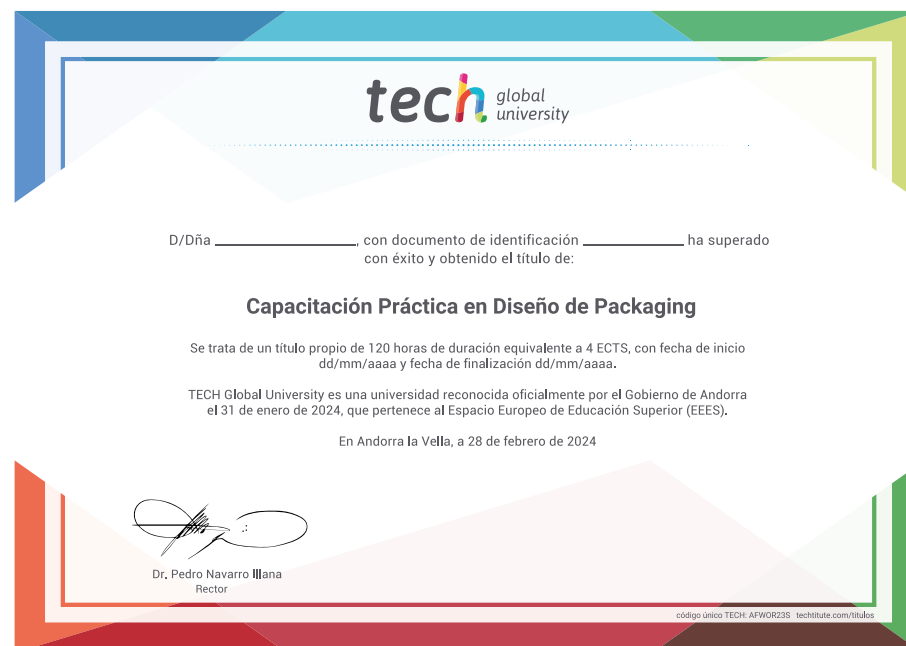 tech global university
D/Dña ____________, con documento de identificación ____________ ha superado
con éxito y obtenido el título de:
Capacitación Práctica en Diseño de Packaging
Se trata de un título propio de 120 horas de duración equivalente a 4 ECTS, con fecha de inicio
dd/mm/aaaa y fecha de finalización dd/mm/aaaa.
TECH Global University es una universidad reconocida oficialmente por el Gobierno de Andorra
el 31 de enero de 2024, que pertenece al Espacio Europeo de Educación Superior (EEES).
En Andorra la Vella, a 28 de febrero de 2024
Dr. Pedro Navarro Illana
Rector
código único TECH: AFWOR23S techtitute.com/titulos